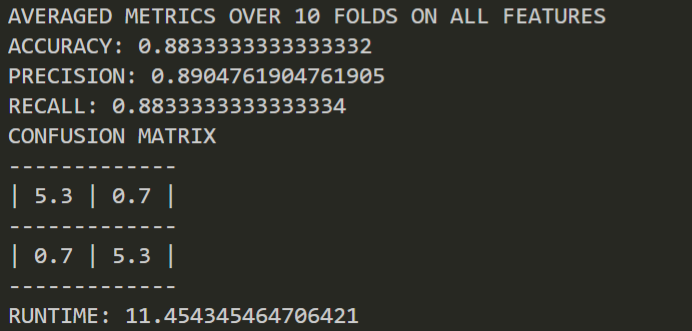 AVERAGED METRICS OVER 10 FOLDS ON ALL FEATURES
ACCURACY: 0.8833333333333332
PRECISION: 0.8904761904761905
RECALL: 0.8833333333333334
CONFUSION MATRIX
-------------
| 5.3 | 0.7 |
-------------
| 0.7 | 5.3 |
-------------
RUNTIME: 11.454345464706421